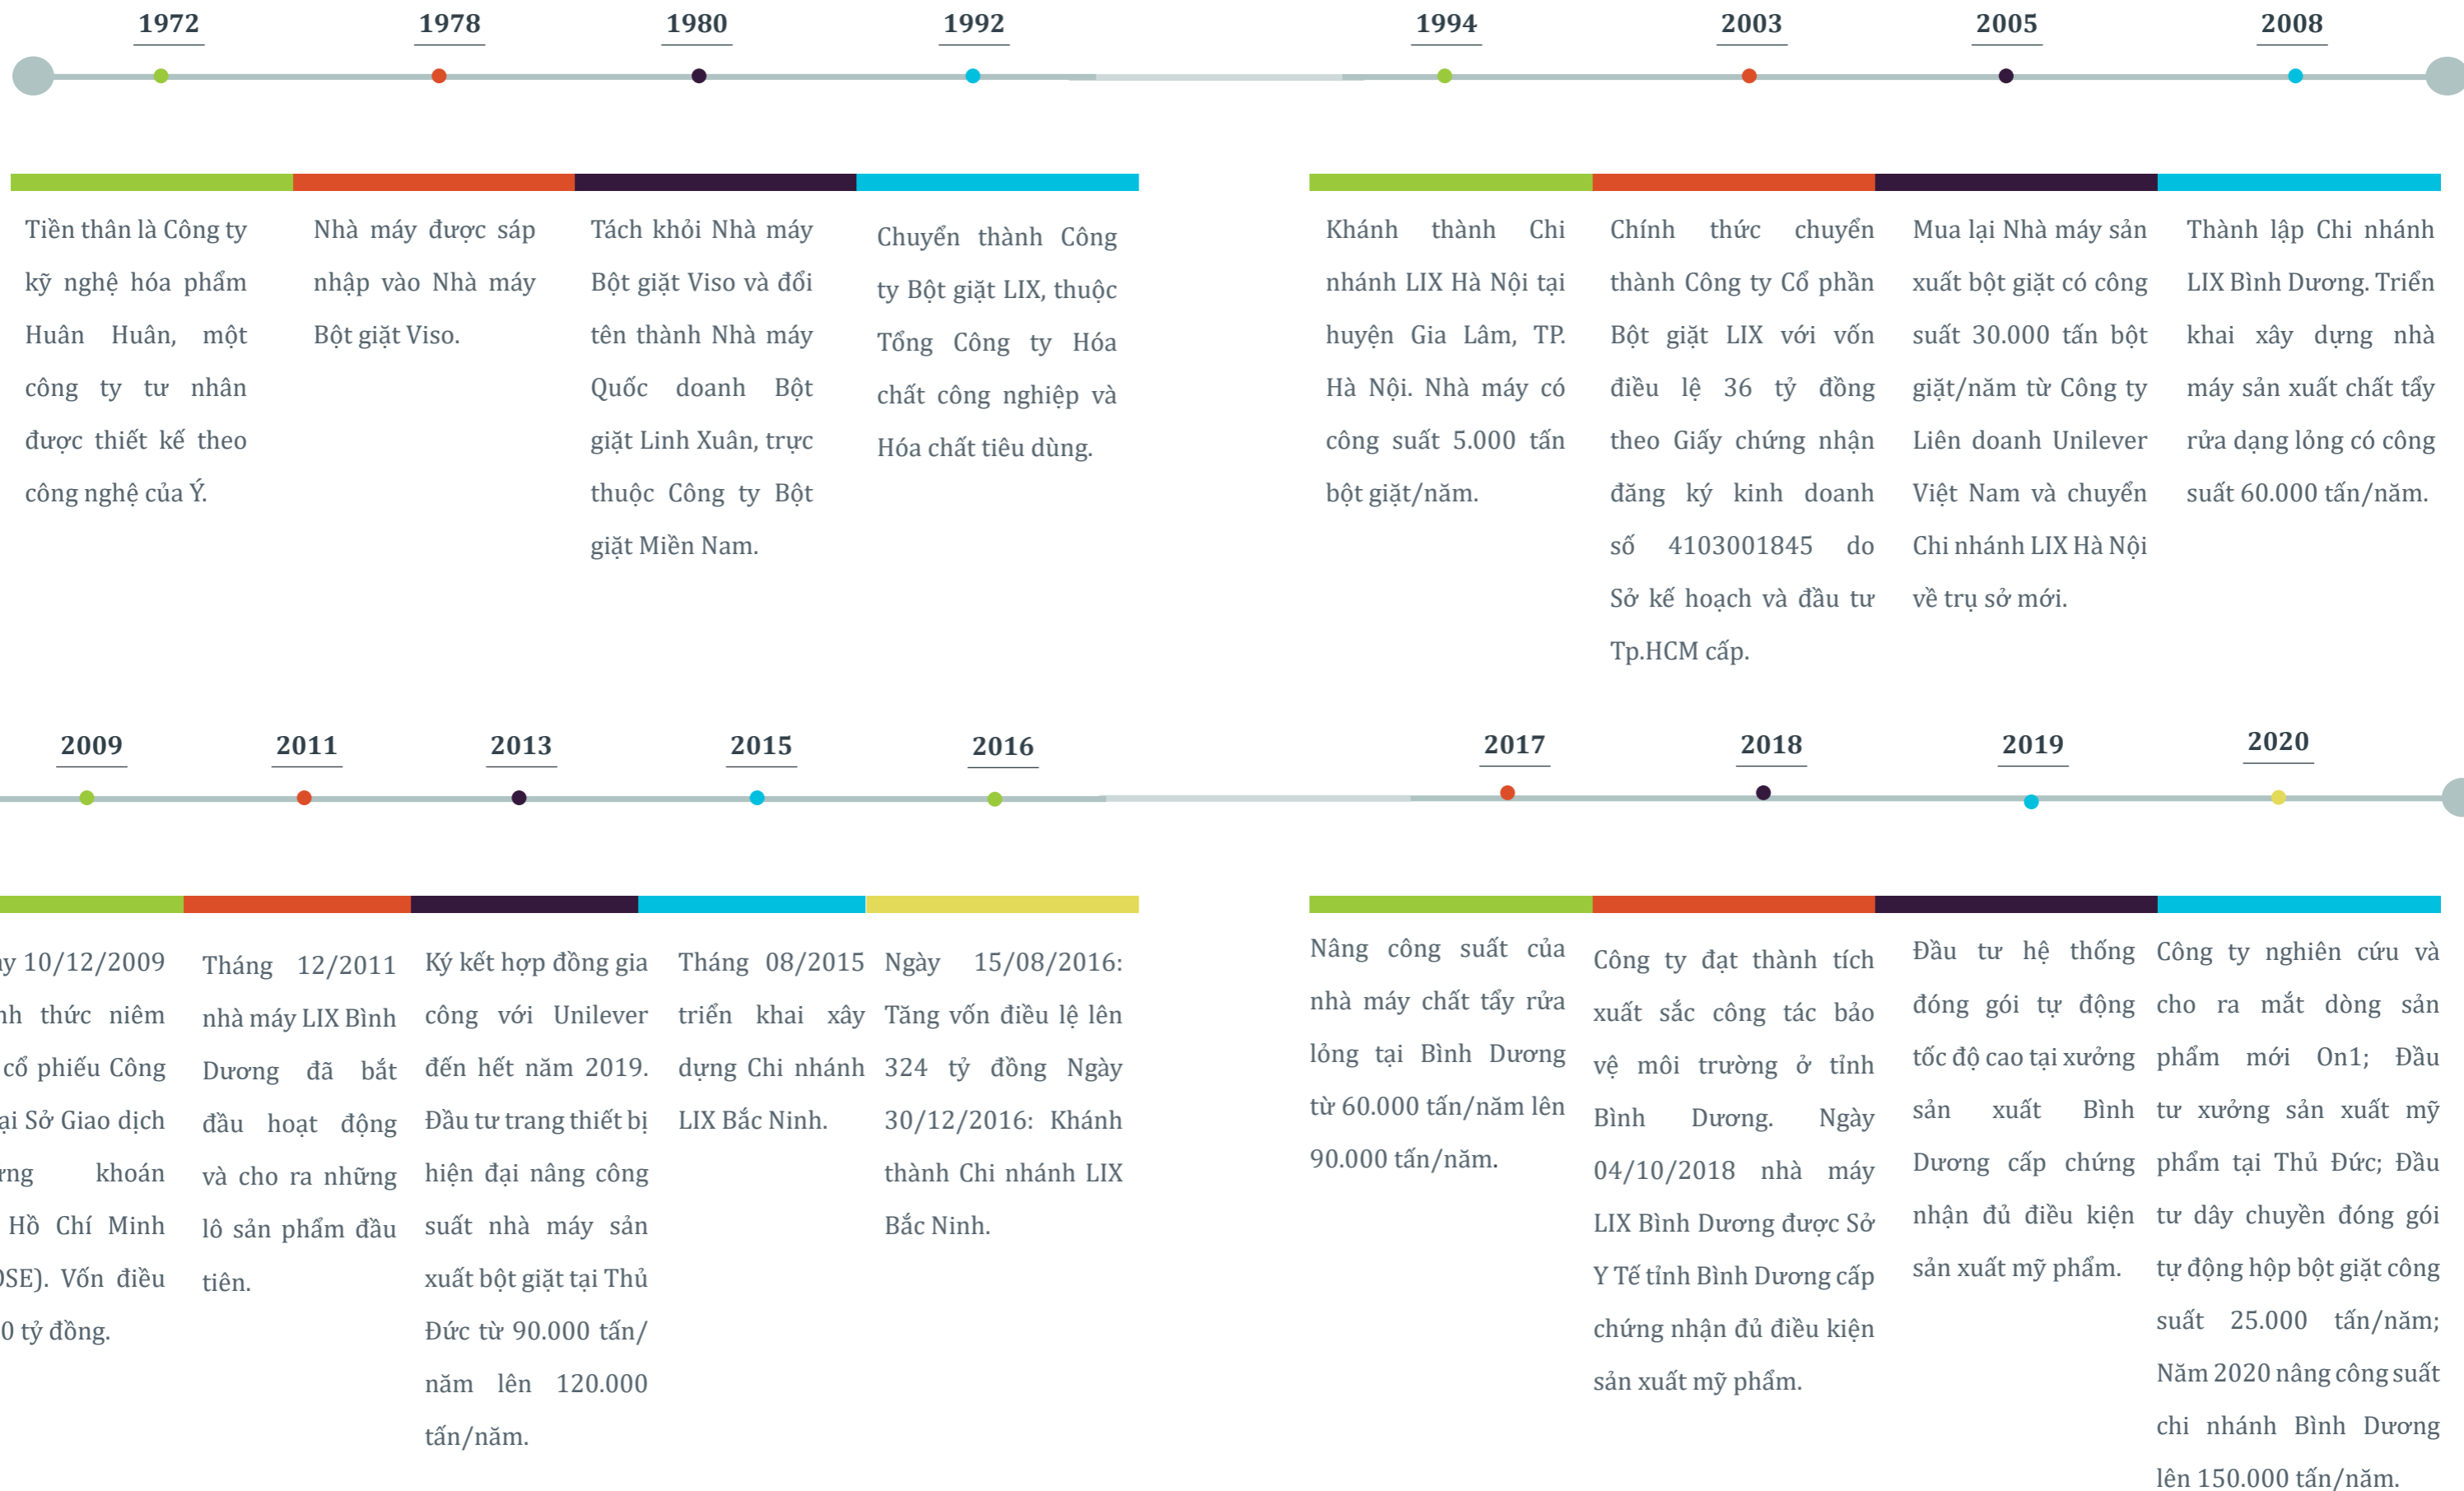 1972
1978
1980
1992
1994
2003
2005
2008
Tiền thân là Công ty
kỹ nghệ hóa phẩm
Huân Huân, một
công ty tư nhân
được thiết kế theo
công nghệ của Ý.
Nhà máy được sáp
nhập vào Nhà máy
Bột giặt Viso.
Tách khỏi Nhà máy
Bột giặt Viso và đổi
tên thành Nhà máy
Quốc doanh Bột
giặt Linh Xuân, trực
thuộc Công ty Bột
giặt Miền Nam.
Chuyển thành Công
ty Bột giặt LIX, thuộc
Tổng Công ty Hóa
chất công nghiệp và
Hóa chất tiêu dùng.
Khánh thành Chi
nhánh LIX Hà Nội tại
huyện Gia Lâm, TP.
Hà Nội. Nhà máy có
công suất 5.000 tấn
bột giặt/năm.
Chính thức chuyển
thành Công ty Cổ phần
Bột giặt LIX với vốn
điều lệ 36 tỷ đồng
theo Giấy chứng nhận
đăng ký kinh doanh
số 4103001845 do
Sở kế hoạch và đầu tư
Tp.HCM cấp.
Mua lại Nhà máy sản
xuất bột giặt có công
suất 30.000 tấn bột
giặt/năm từ Công ty
Liên doanh Unilever
Việt Nam và chuyển
Chi nhánh LIX Hà Nội
về trụ sở mới.
Thành lập Chi nhánh
LIX Bình Dương. Triển
khai xây dựng nhà
máy sản xuất chất tẩy
rửa dạng lỏng có công
suất 60.000 tấn/năm.
2009
2011
2013
2015
2016
2017
2018
2019
2020
10/12/2009
thức niêm
cổ phiếu Công
Sở Giao dịch
khoán
Hồ Chí Minh
Vốn điều
tỷ đồng.
Tháng 12/2011
nhà máy LIX Bình
Dương đã bắt
đầu hoạt động
và cho ra những
lô sản phẩm đầu
tiên.
Ký kết hợp đồng gia
công với Unilever
đến hết năm 2019.
Đầu tư trang thiết bị
hiện đại nâng công
suất nhà máy sản
xuất bột giặt tại Thủ
Đức từ 90.000 tấn/
năm lên 120.000
tấn/năm.
Tháng 08/2015
triển khai xây
dựng Chi nhánh
LIX Bắc Ninh.
Ngày 15/08/2016:
Tăng vốn điều lệ lên
324 tỷ đồng Ngày
30/12/2016: Khánh
thành Chi nhánh LIX
Bắc Ninh.
Nâng công suất của
nhà máy chất tẩy rửa
lỏng tại Bình Dương
từ 60.000 tấn/năm lên
90.000 tấn/năm.
Công ty đạt thành tích
xuất sắc công tác bảo
vệ môi trường ở tỉnh
Bình Dương. Ngày
04/10/2018 nhà máy
LIX Bình Dương được Sở
Y Tế tỉnh Bình Dương cấp
chứng nhận đủ điều kiện
sản xuất mỹ phẩm.
Đầu tư hệ thống
đóng gói tự động
tốc độ cao tại xưởng
sản xuất Bình
Dương cấp chứng
nhận đủ điều kiện
sản xuất mỹ phẩm.
Công ty nghiên cứu và
cho ra mắt dòng sản
phẩm mới On1; Đầu
tư xưởng sản xuất mỹ
phẩm tại Thủ Đức; Đầu
tư dây chuyền đóng gói
tự động hộp bột giặt công
suất 25.000 tấn/năm;
Năm 2020 nâng công suất
chi nhánh Bình Dương
lên 150.000 tấn/năm.